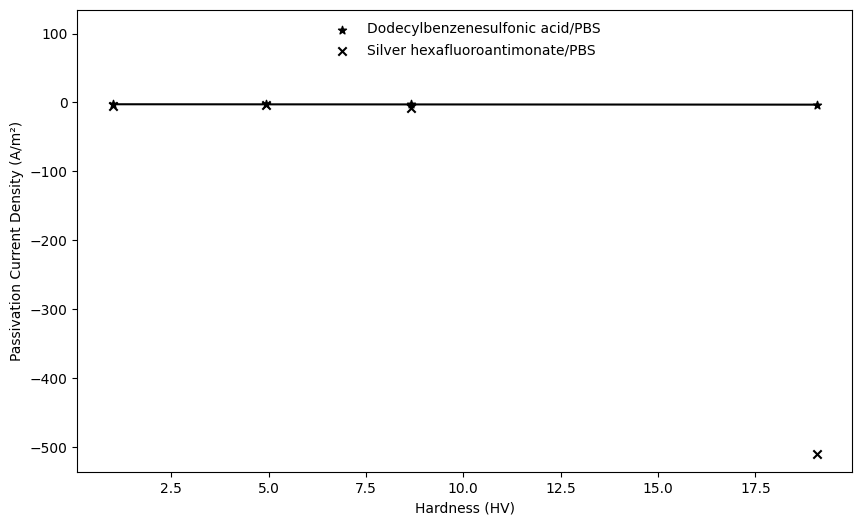 Dodecylbenzenesulfonic acid/PBS
Silver hexafluoroantimonate/PBS
100
0
−100
−200
−300
−400
−500
Passivation Current Density (A/m²)
2.5 5.0 7.5 10.0 12.5 15.0 17.5
Hardness (HV)